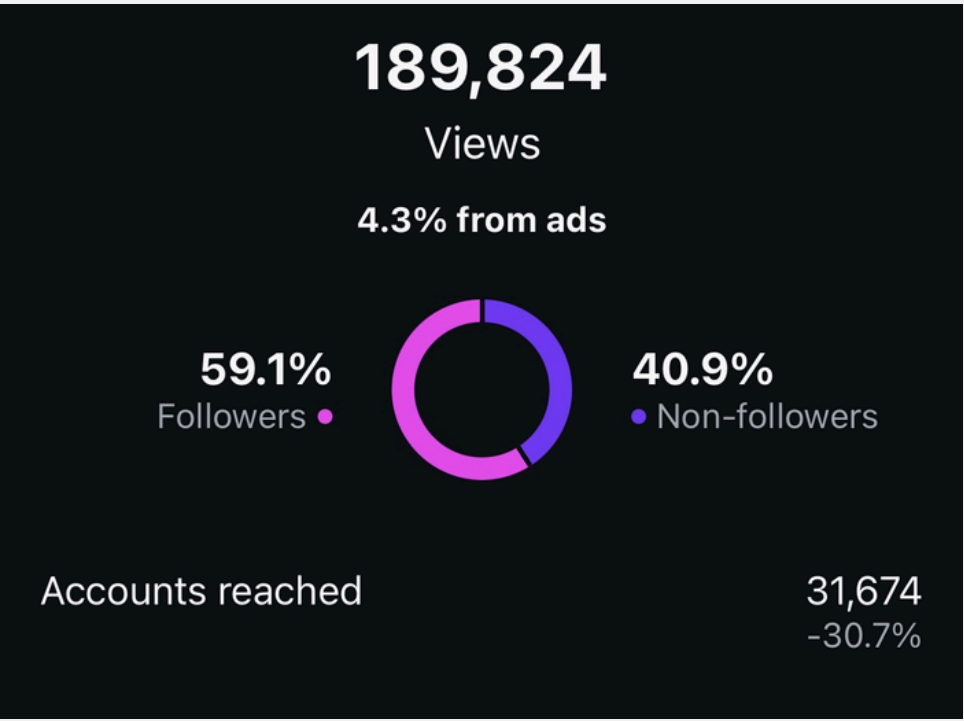 189,824
Views
4.3% from ads
59.1%
Followers
40.9%
Non-followers
Accounts reached
31,674
-30.7%